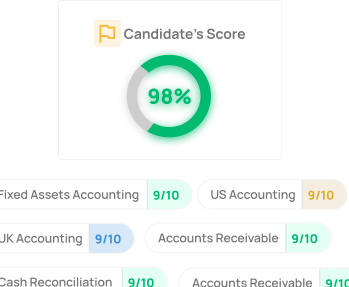 Candidate's Score
98%
Fixed Assets Accounting 9/10 US Accounting 9/10
UK Accounting 9/10 Accounts Receivable 9/10
Cash Reconciliation 9/10 Accounts Receivable 9/10